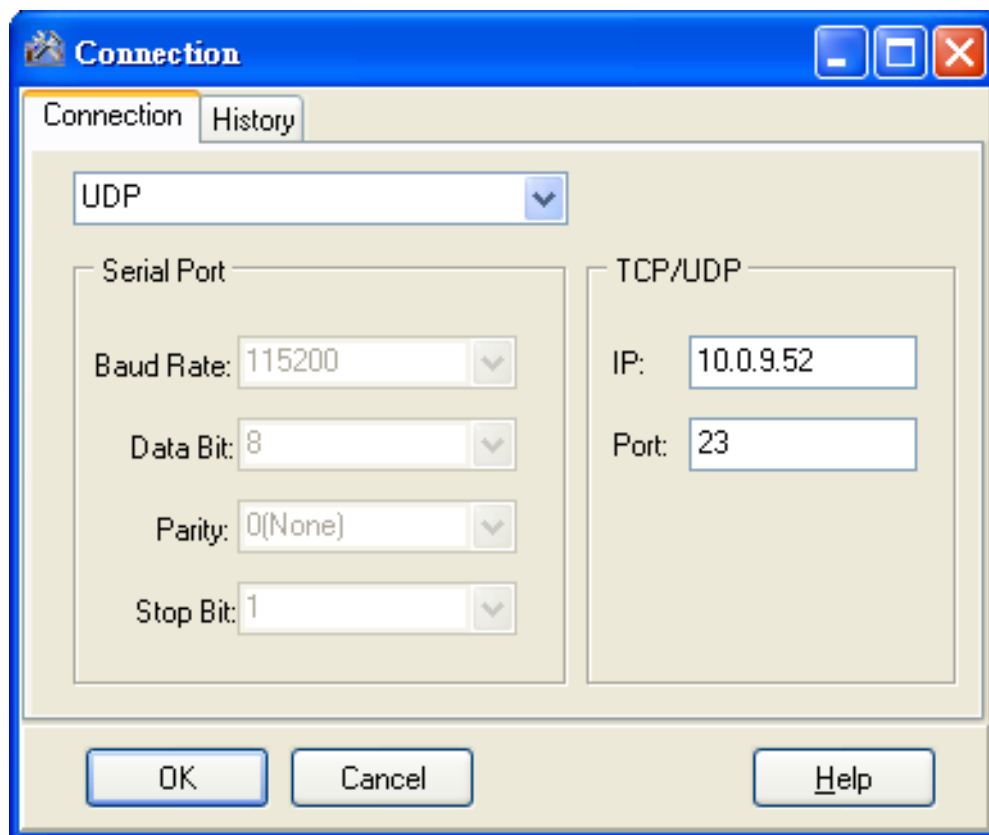 Connection
Connection History
UDP
Serial Port
Baud Rate: 115200
Data Bit: 8
Parity: 0(None)
Stop Bit: 1
TCP/UDP
IP: 10.0.9.52
Port: 23
OK Cancel Help